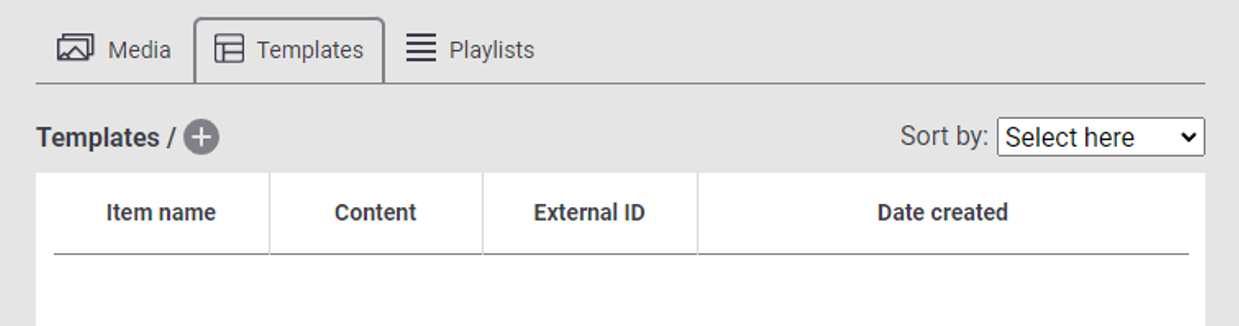 Media Templates Playlists
Templates / +
Sort by: Select here
Item name Content External ID Date created